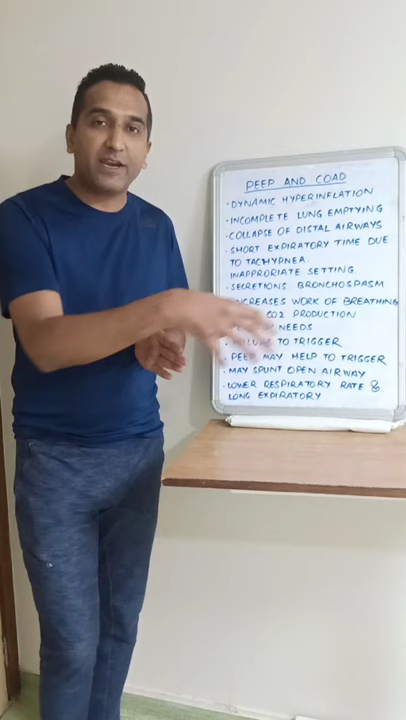 PEEP AND COAD
• DYNAMIC HYPERINFLATION
• INCOMPLETE LUNG EMPTYING
• COLLAPSE OF DISTAL AIRWAYS
• SHORT EXPIRATORY TIME DUE
TO TACHYPNEA.
INAPPRORIATE SETTING
• SECRETIONS BRONCHOSPASM
INCREASES WORK OF BREATHING
CO2 PRODUCTION
NEEDS
TO TRIGGER
• PEEP MAY HELP TO TRIGGER
• MAY SPUNT OPEN AIRWAY
• LOWER RESPIRATORY RATE &
LONG EXPIRATORY